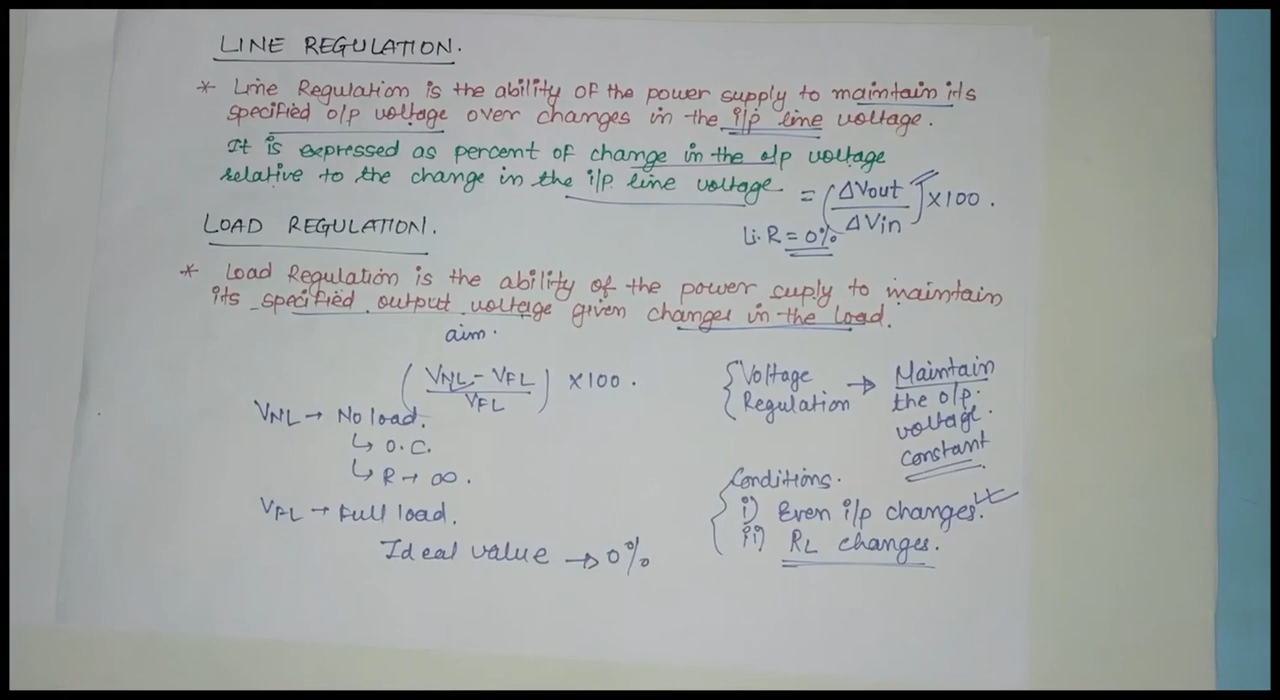 LINE REGULATION.
* Line Regulation is the ability of the power supply to maintain its
specified o/p voltage over changes in the i/p line voltage.
It is expressed as percent of change in the o/p voltage
relative to the change in the i/p line voltage. = (ΔVout / ΔVin) ×100.
Li.R = 0%
LOAD REGULATION.
* Load Regulation is the ability of the power suply to maintain
its specified output voltage given changes in the load.
aim.
(VNL - VFL / VFL) ×100.
VNL → No load.
↳ O.C.
↳ R → ∞.
VFL → Full load.
Ideal value → 0%
{Voltage Regulation → Maintain
the o/p.
voltage.
constant
Conditions.
i) Even i/p changes.
ii) RL changes.